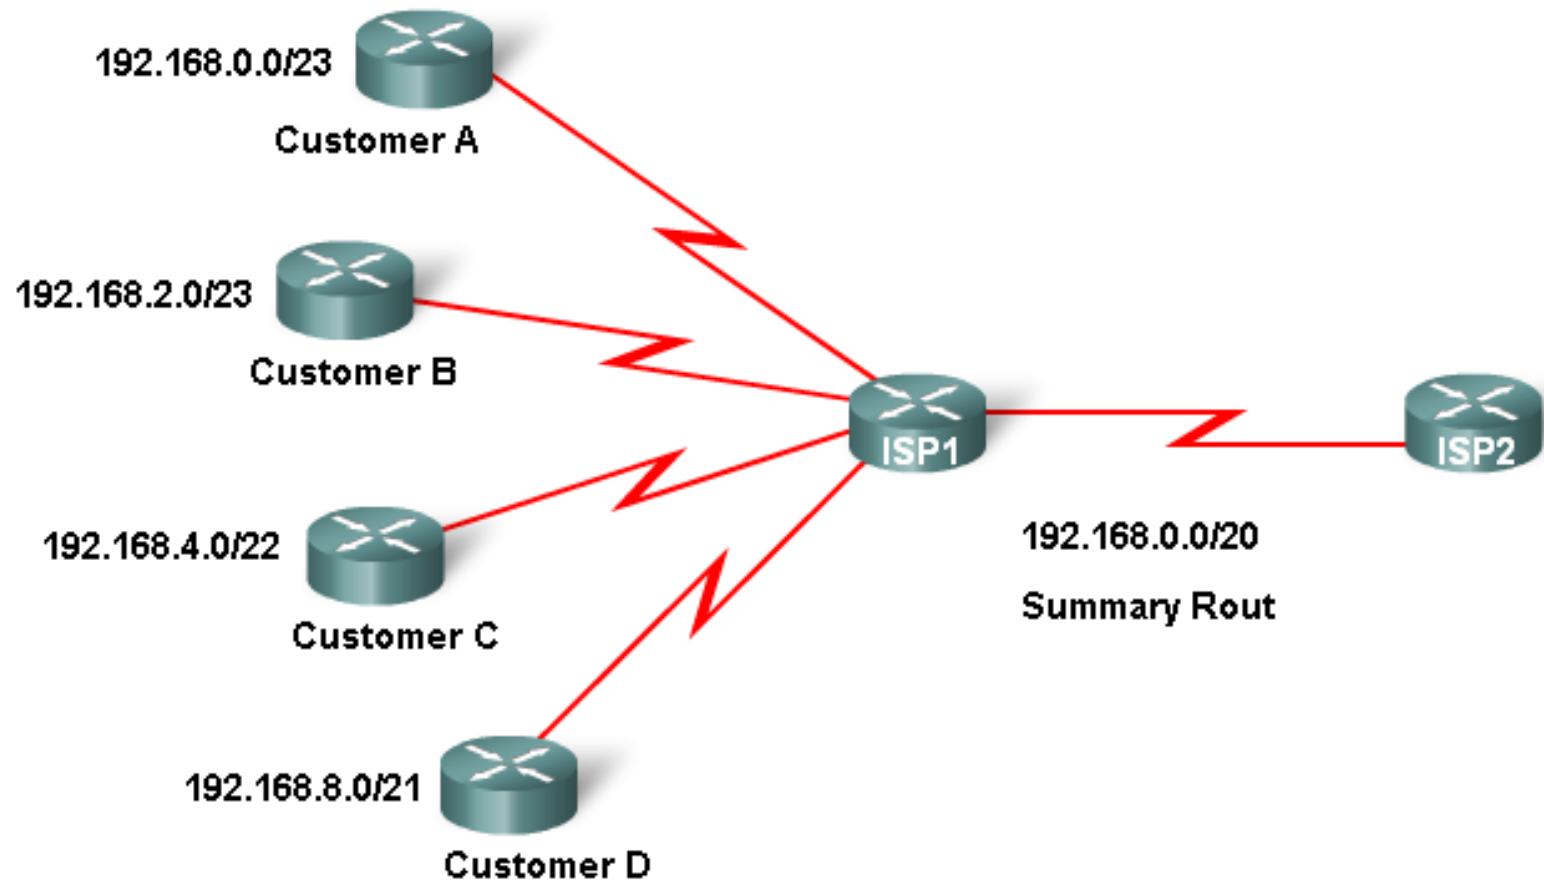 192.168.0.0/23
Customer A
192.168.2.0/23
Customer B
ISP1
ISP2
192.168.4.0/22
Customer C
192.168.0.0/20
Summary Rout
192.168.8.0/21
Customer D